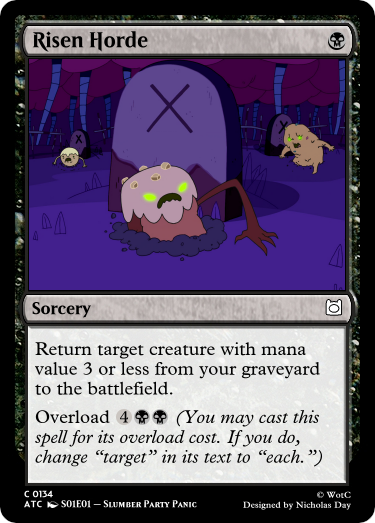 Risen Horde
Sorcery
Return target creature with mana
value 3 or less from your graveyard
to the battlefield.
Overload 4 (You may cast this
spell for its overload cost. If you do,
change “target” in its text to “each.”)
C 0134
© WotC
ATC S01E01 – Slumber Party Panic
Designed by Nicholas Day